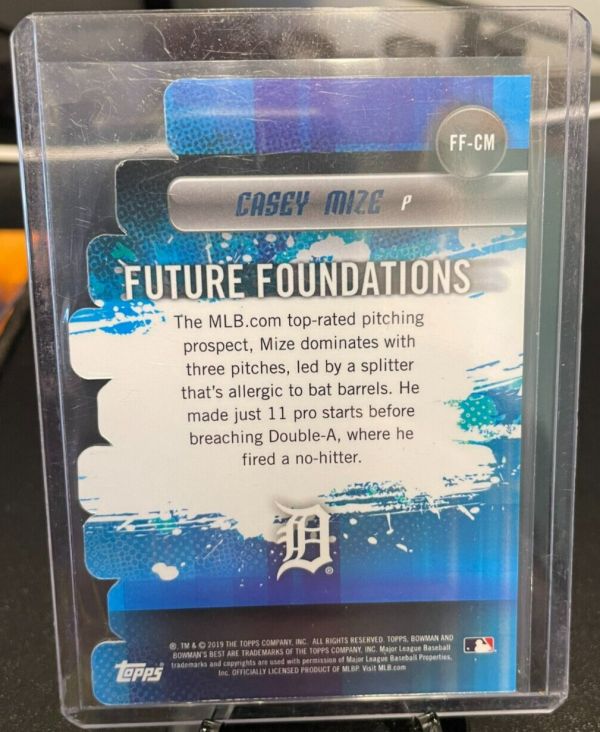 FF-CM
CASEY MIZE P
FUTURE FOUNDATIONS
The MLB.com top-rated pitching
prospect, Mize dominates with
three pitches, led by a splitter
that's allergic to bat barrels. He
made just 11 pro starts before
breaching Double-A, where he
fired a no-hitter.
D
®
®, TM & © 2019 THE TOPPS COMPANY, INC. ALL RIGHTS RESERVED. TOPPS, BOWMAN AND
BOWMAN'S BEST ARE TRADEMARKS OF THE TOPPS COMPANY, INC. Major League Baseball
trademarks and copyrights are used with permission of Major League Baseball Properties,
Inc. OFFICIALLY LICENSED PRODUCT OF MLBP. Visit MLB.com
topps